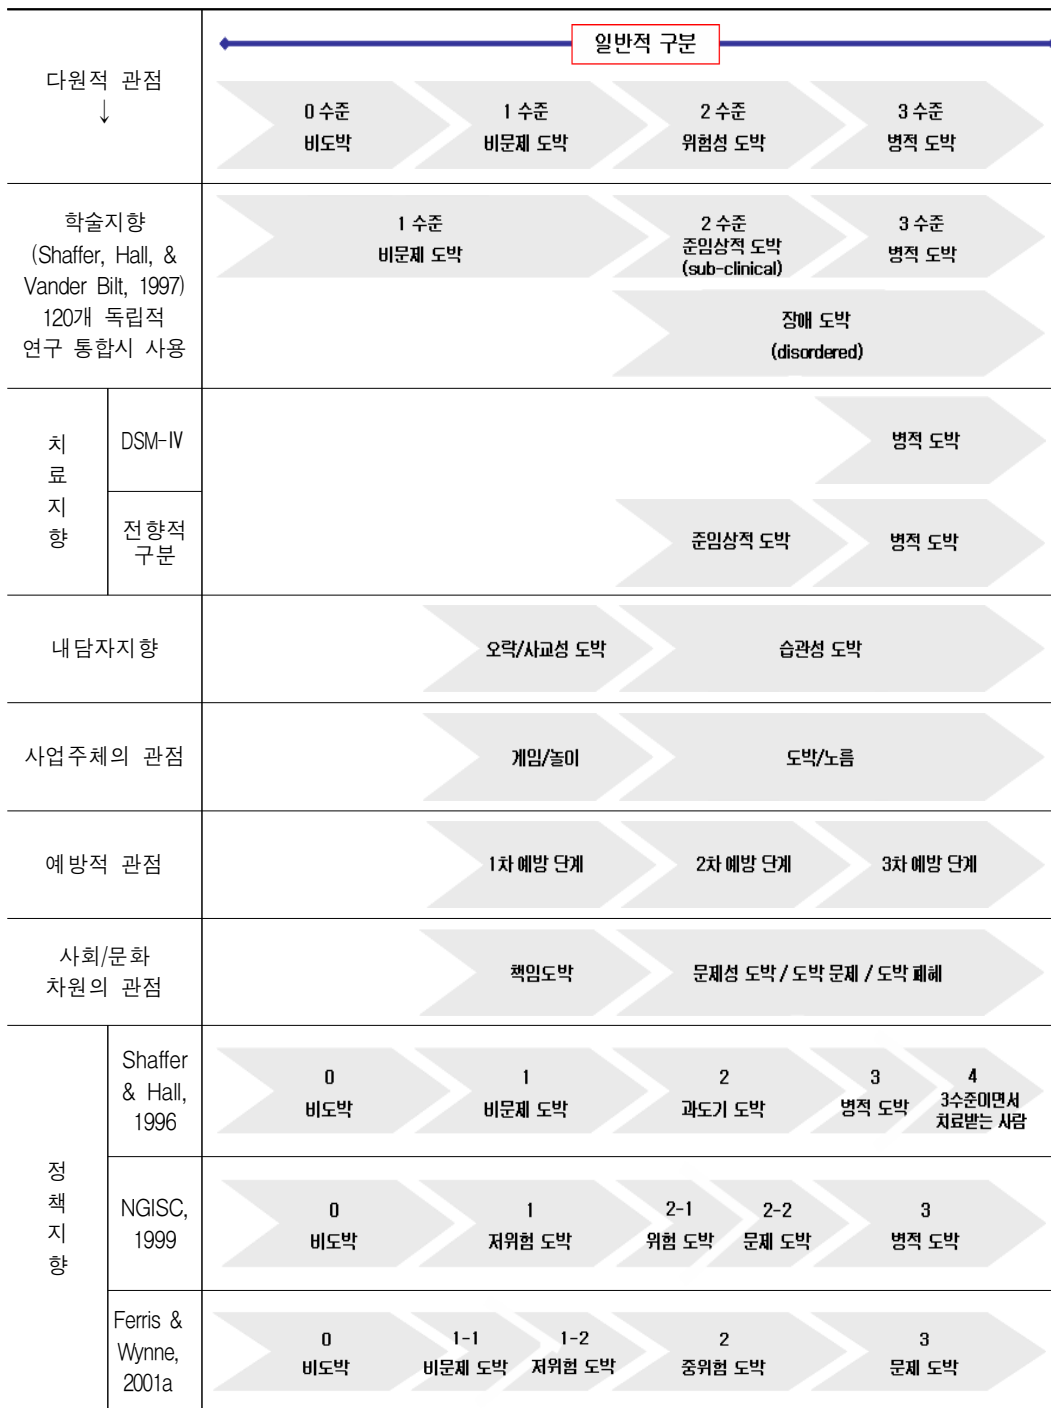 일반적 구분
다원적 관점
↓
0 수준
비도박
1 수준
비문제 도박
2 수준
위험성 도박
3 수준
병적 도박
학술지향
(Shaffer, Hall, &
Vander Bilt, 1997)
120개 독립적
연구 통합시 사용
1 수준
비문제 도박
2 수준
준임상적 도박
(sub-clinical)
3 수준
병적 도박
장애 도박
(disordered)
치
료
지
향
DSM-Ⅳ
병적 도박
전향적
구분
준임상적 도박
병적 도박
내담자지향
오락/사교성 도박
습관성 도박
사업주체의 관점
게임/놀이
도박/노름
예방적 관점
1차 예방 단계
2차 예방 단계
3차 예방 단계
사회/문화
차원의 관점
책임도박
문제성 도박 / 도박 문제 / 도박 폐혜
정
책
지
향
Shaffer
& Hall,
1996
0
비도박
1
비문제 도박
2
과도기 도박
3
병적 도박
4
3수준이면서
치료받는 사람
NGISC,
1999
0
비도박
1
저위험 도박
2-1
위험 도박
2-2
문제 도박
3
병적 도박
Ferris &
Wynne,
2001a
0
비도박
1-1
비문제 도박
1-2
저위험 도박
2
중위험 도박
3
문제 도박